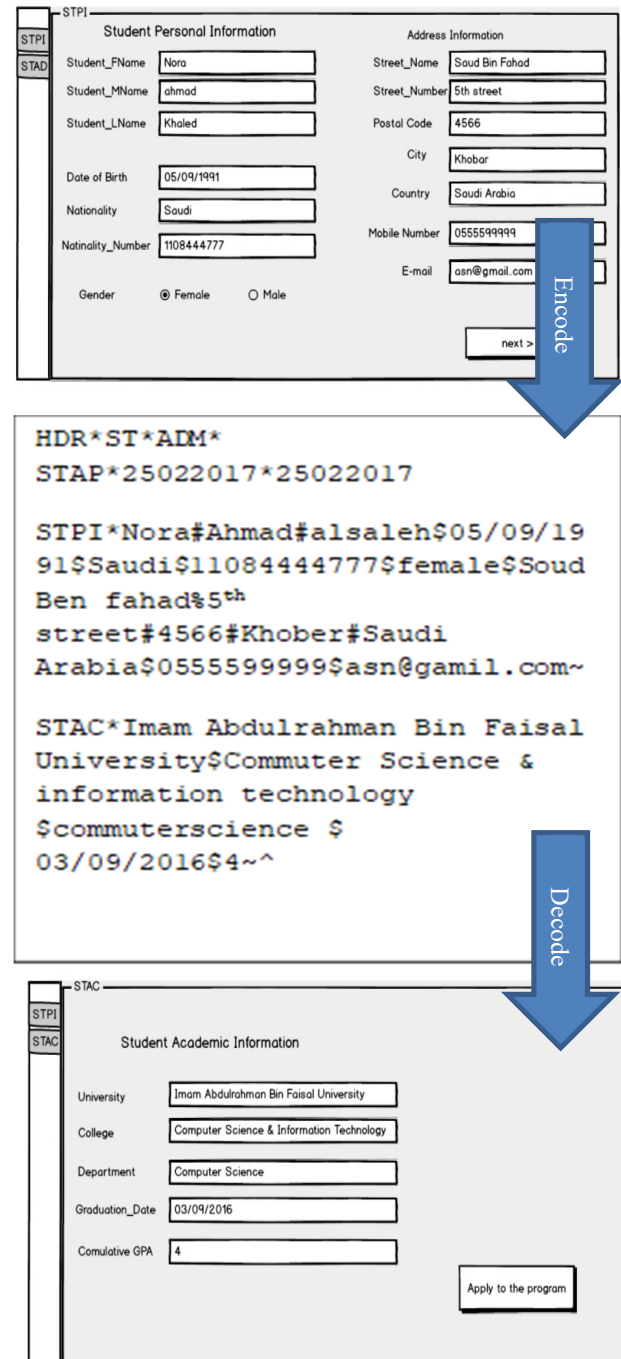 STPI
STPI
STAD
Student Personal Information
Student_FName Nora
Student_MName ahmad
Student_LName Khaled
Date of Birth 05/09/1991
Nationality Saudi
Natinality_Number 1108444777
Gender Female Male
Address Information
Street_Name Saud Bin Fahad
Street_Number 5th street
Postal Code 4566
City Khobar
Country Saudi Arabia
Mobile Number 0555599999
E-mail asn@gmail.com
next >
Encode
HDR*ST*ADM*
STAP*25022017*25022017
STPI*Nora#Ahmad#alsaleh$05/09/19
91$Saudi$11084444777$female$Soud
Ben fahad%5th
street#4566#Khober#Saudi
Arabia$0555599999$asn@gamil.com~
STAC*Imam Abdulrahman Bin Faisal
University$Commuter Science &
information technology
$commuterscience $
03/09/2016$4~^
Decode
STAC
STPI
STAC
Student Academic Information
University Imam Abdulrahman Bin Faisal University
College Computer Science & Information Technology
Department Computer Science
Graduation_Date 03/09/2016
Comulative GPA 4
Apply to the program